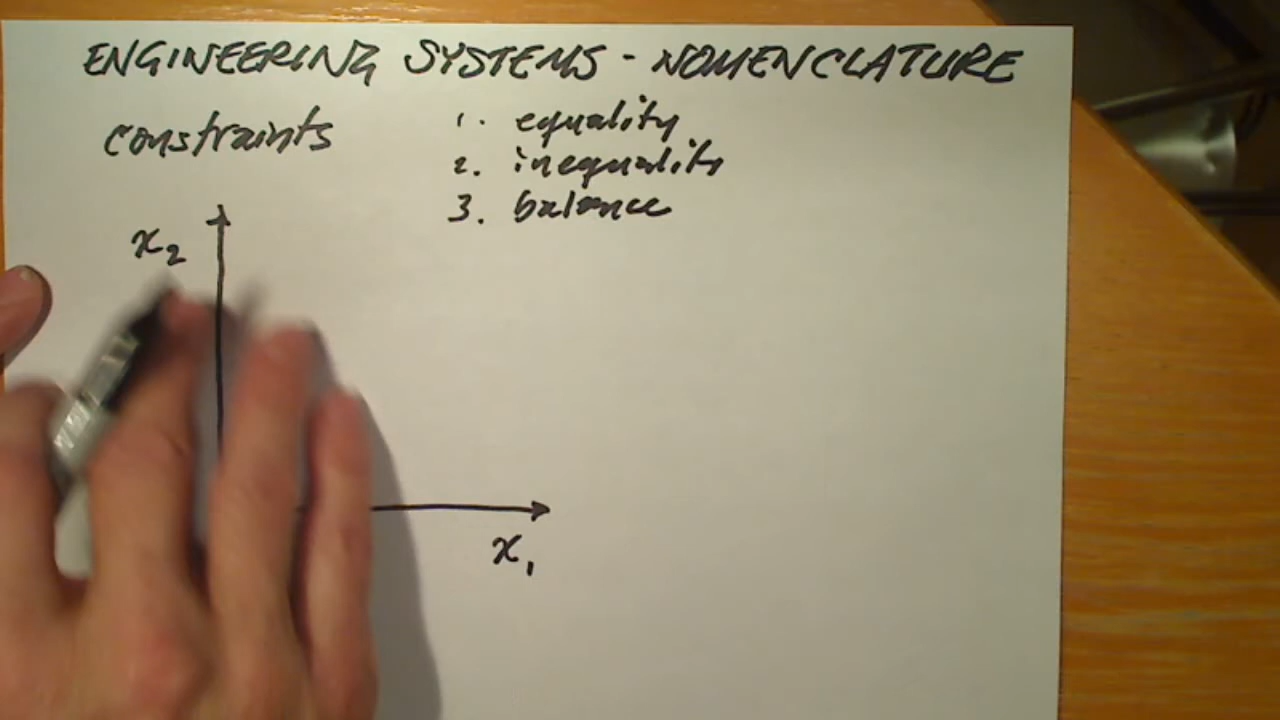 ENGINEERING SYSTEMS - NOMENCLATURE
constraints
1. equality
2. inequality
3. balance
x₂
x₁